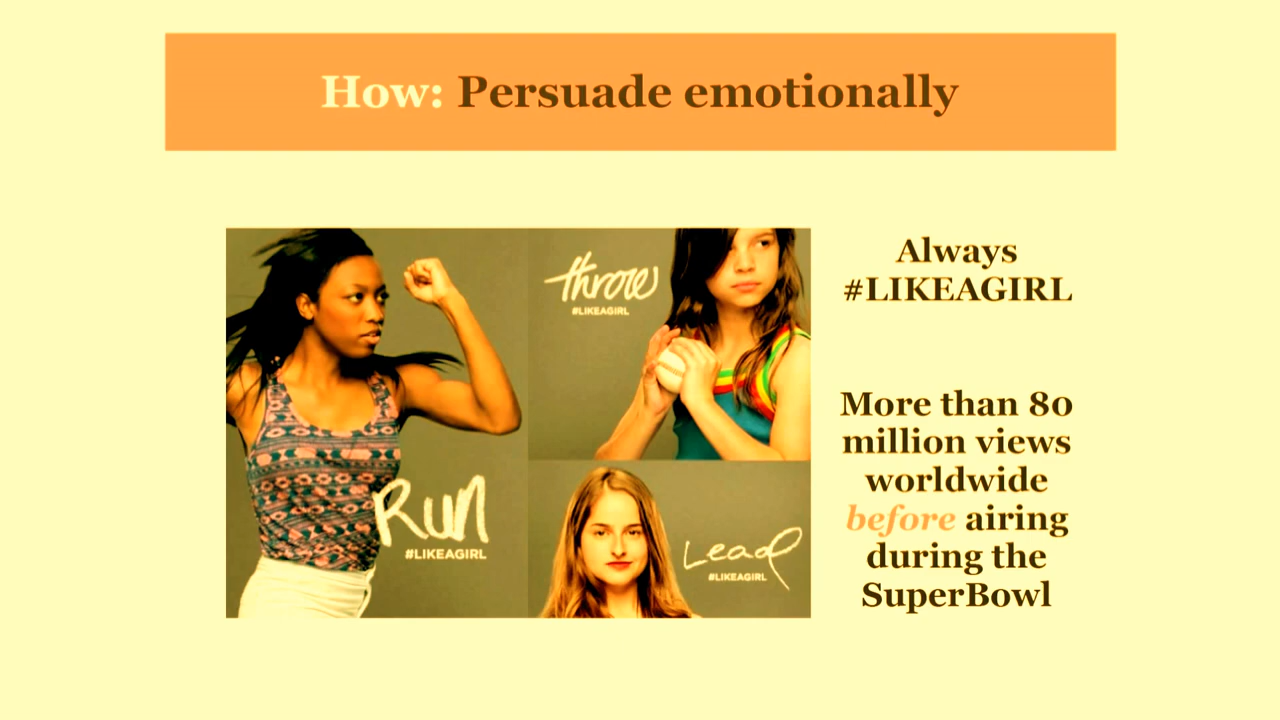 How: Persuade emotionally
throw
#LIKEAGIRL
Run
#LIKEAGIRL
Lead
#LIKEAGIRL
Always
#LIKEAGIRL
More than 80
million views
worldwide
before airing
during the
SuperBowl